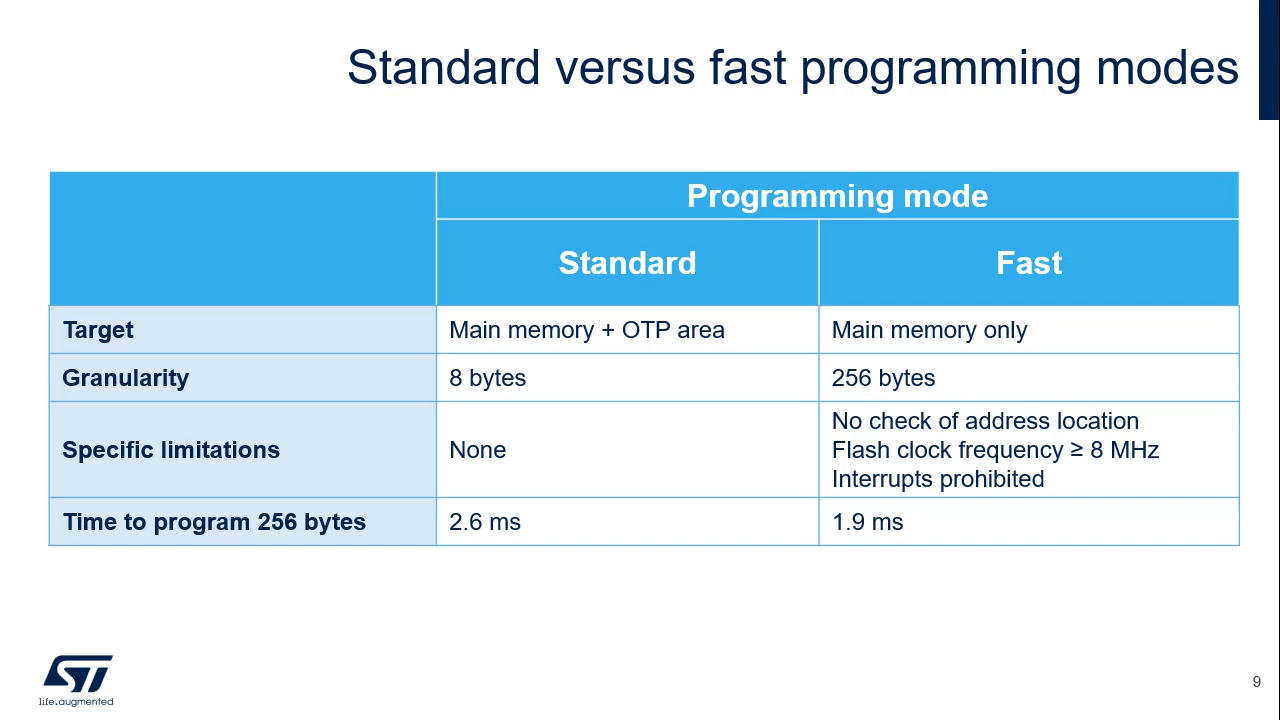 Standard versus fast programming modes
Programming mode
Standard
Fast
Target
Main memory + OTP area
Main memory only
Granularity
8 bytes
256 bytes
Specific limitations
None
No check of address location
Flash clock frequency ≥ 8 MHz
Interrupts prohibited
Time to program 256 bytes
2.6 ms
1.9 ms
ST
life.augmented
9